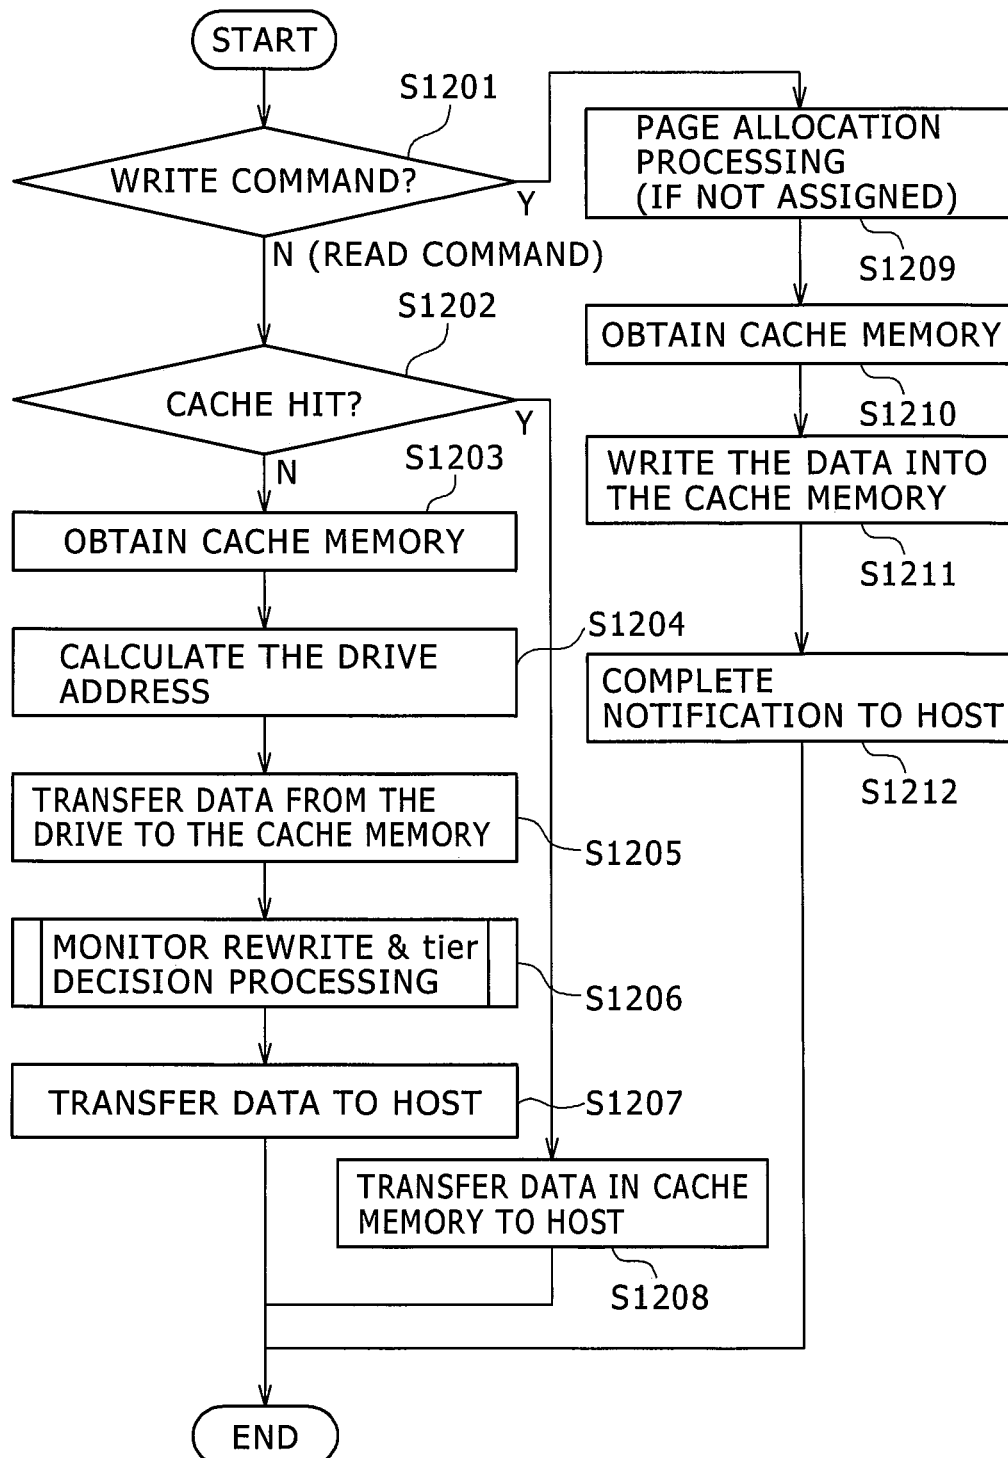 START
S1201
WRITE COMMAND?
Y
N (READ COMMAND)
S1202
CACHE HIT?
Y
N
S1203
OBTAIN CACHE MEMORY
S1204
CALCULATE THE DRIVE
ADDRESS
TRANSFER DATA FROM THE
DRIVE TO THE CACHE MEMORY
S1205
MONITOR REWRITE & tier
DECISION PROCESSING
S1206
TRANSFER DATA TO HOST
S1207
TRANSFER DATA IN CACHE
MEMORY TO HOST
S1208
PAGE ALLOCATION
PROCESSING
(IF NOT ASSIGNED)
S1209
OBTAIN CACHE MEMORY
S1210
WRITE THE DATA INTO
THE CACHE MEMORY
S1211
COMPLETE
NOTIFICATION TO HOST
S1212
END